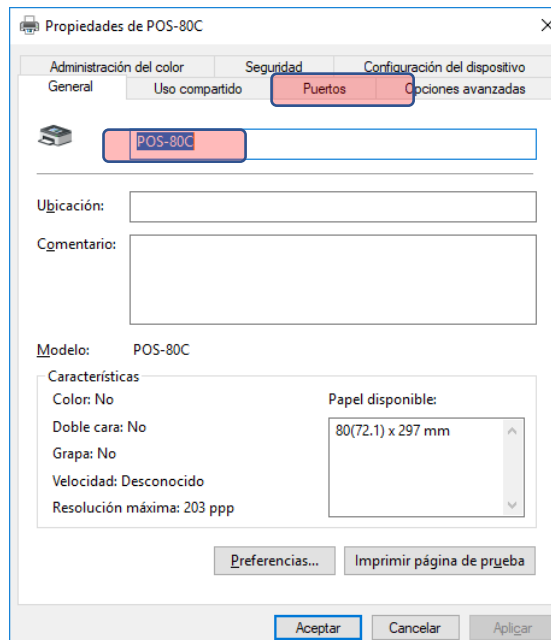 Propiedades de POS-80C
Administración del color Seguridad Configuración del dispositivo
General Uso compartido Puertos Opciones avanzadas
POS-80C
Ubicación:
Comentario:
Modelo: POS-80C
Características
Color: No
Doble cara: No
Grapa: No
Velocidad: Desconocido
Resolución máxima: 203 ppp
Papel disponible:
80(72.1) x 297 mm
Preferencias... Imprimir página de prueba
Aceptar Cancelar Aplicar